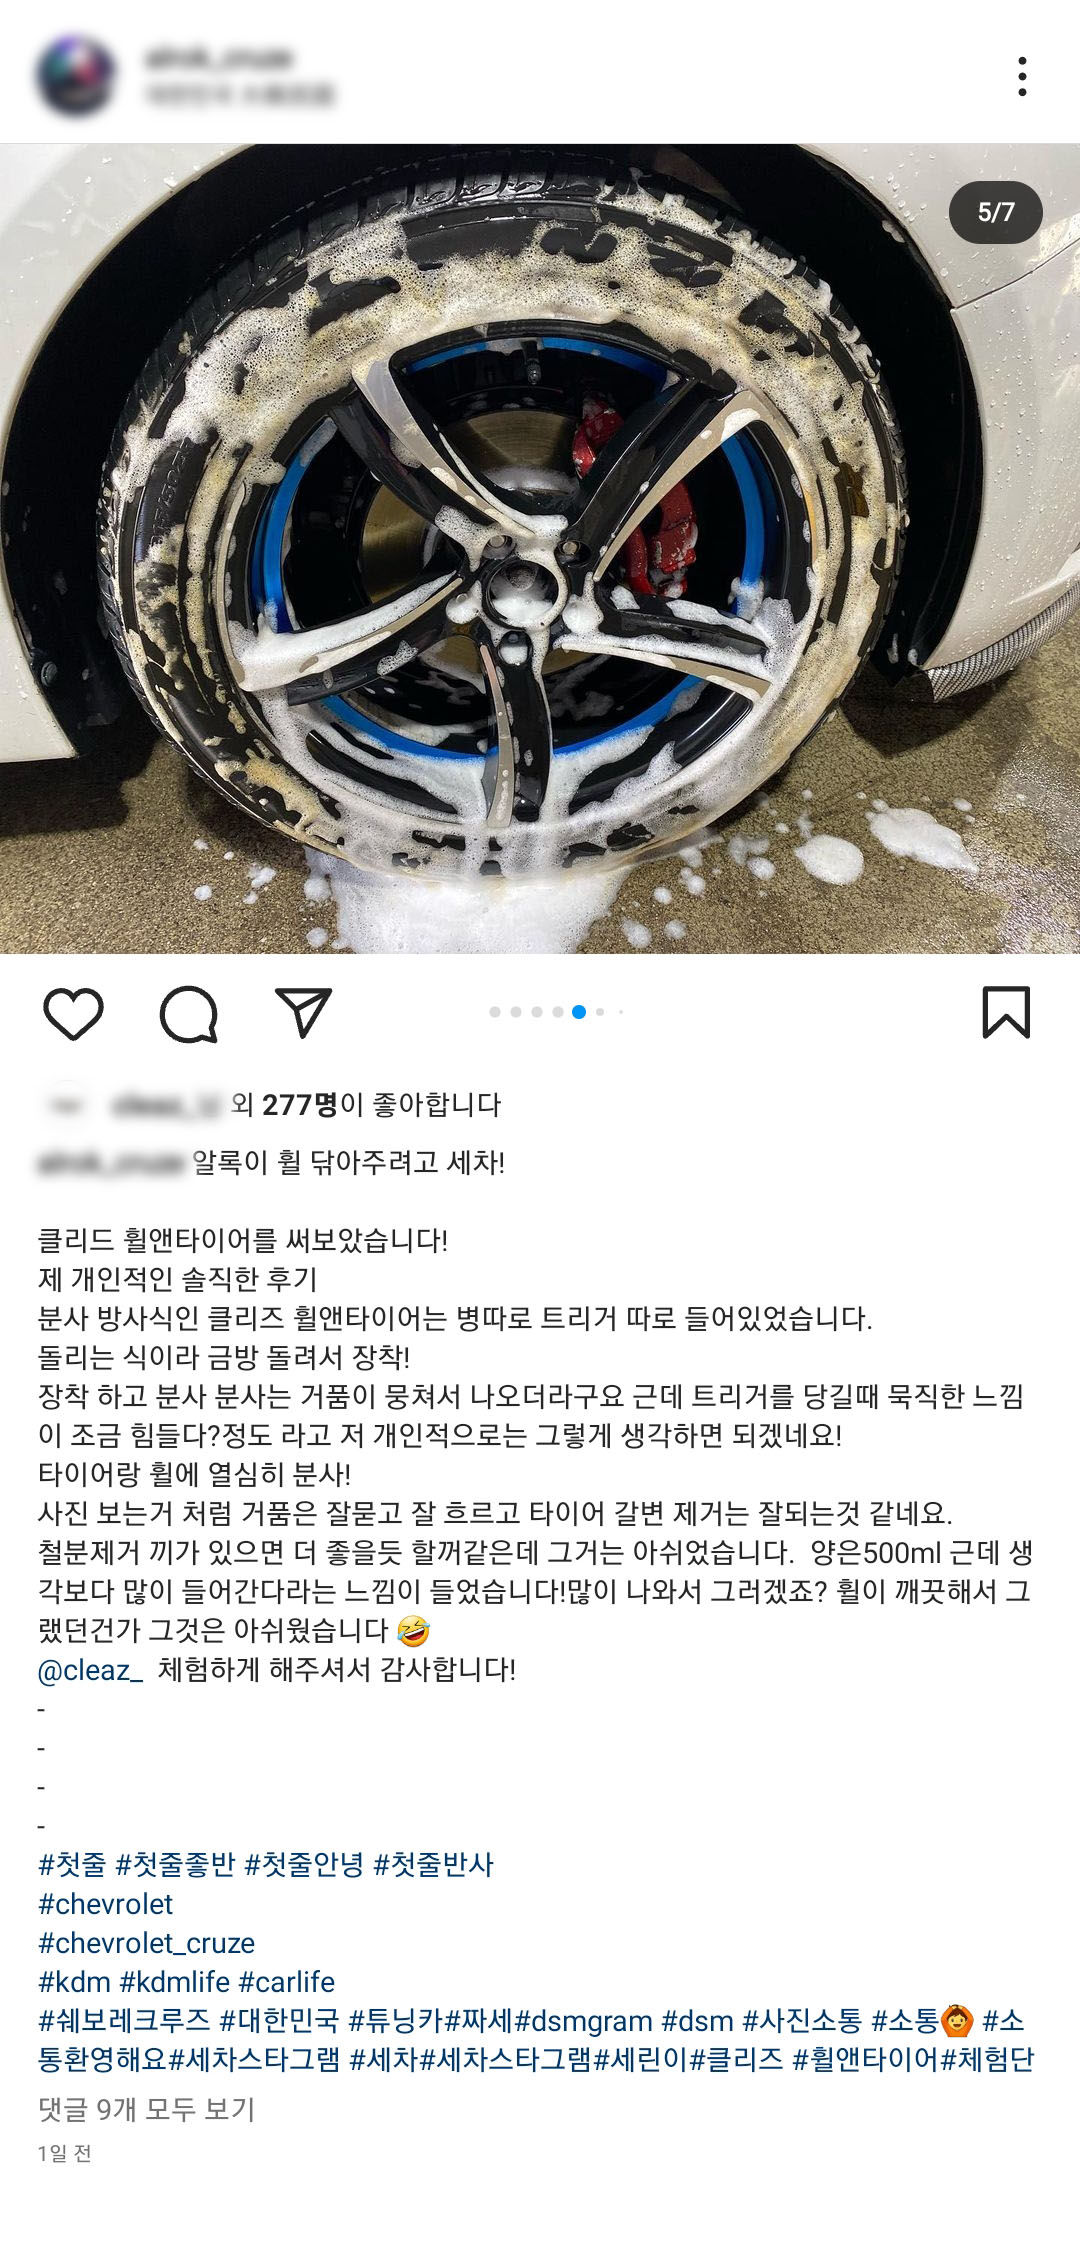 5/7
외 277명이 좋아합니다
알록이 휠 닦아주려고 세차!
클리드 휠앤타이어를 써보았습니다!
제 개인적인 솔직한 후기
분사 방사식인 클리즈 휠앤타이어는 병따로 트리거 따로 들어있었습니다.
돌리는 식이라 금방 돌려서 장착!
장착 하고 분사 분사는 거품이 뭉쳐서 나오더라구요 근데 트리거를 당길때 묵직한 느낌
이 조금 힘들다?정도 라고 저 개인적으로는 그렇게 생각하면 되겠네요!
타이어랑 휠에 열심히 분사!
사진 보는거 처럼 거품은 잘묻고 잘 흐르고 타이어 갈변 제거는 잘되는것 같네요.
철분제거 끼가 있으면 더 좋을듯 할꺼같은데 그거는 아쉬었습니다. 양은500ml 근데 생
각보다 많이 들어간다라는 느낌이 들었습니다!많이 나와서 그러겠죠? 휠이 깨끗해서 그
랬던건가 그것은 아쉬웠습니다 🤣
@cleaz_ 체험하게 해주셔서 감사합니다!
-
-
-
-
#첫줄 #첫줄좋반 #첫줄안녕 #첫줄반사
#chevrolet
#chevrolet_cruze
#kdm #kdmlife #carlife
#쉐보레크루즈 #대한민국 #튜닝카#짜세#dsmgram #dsm #사진소통 #소통🙆 #소
통환영해요#세차스타그램 #세차#세차스타그램#세린이#클리즈 #휠앤타이어#체험단
댓글 9개 모두 보기
1일 전